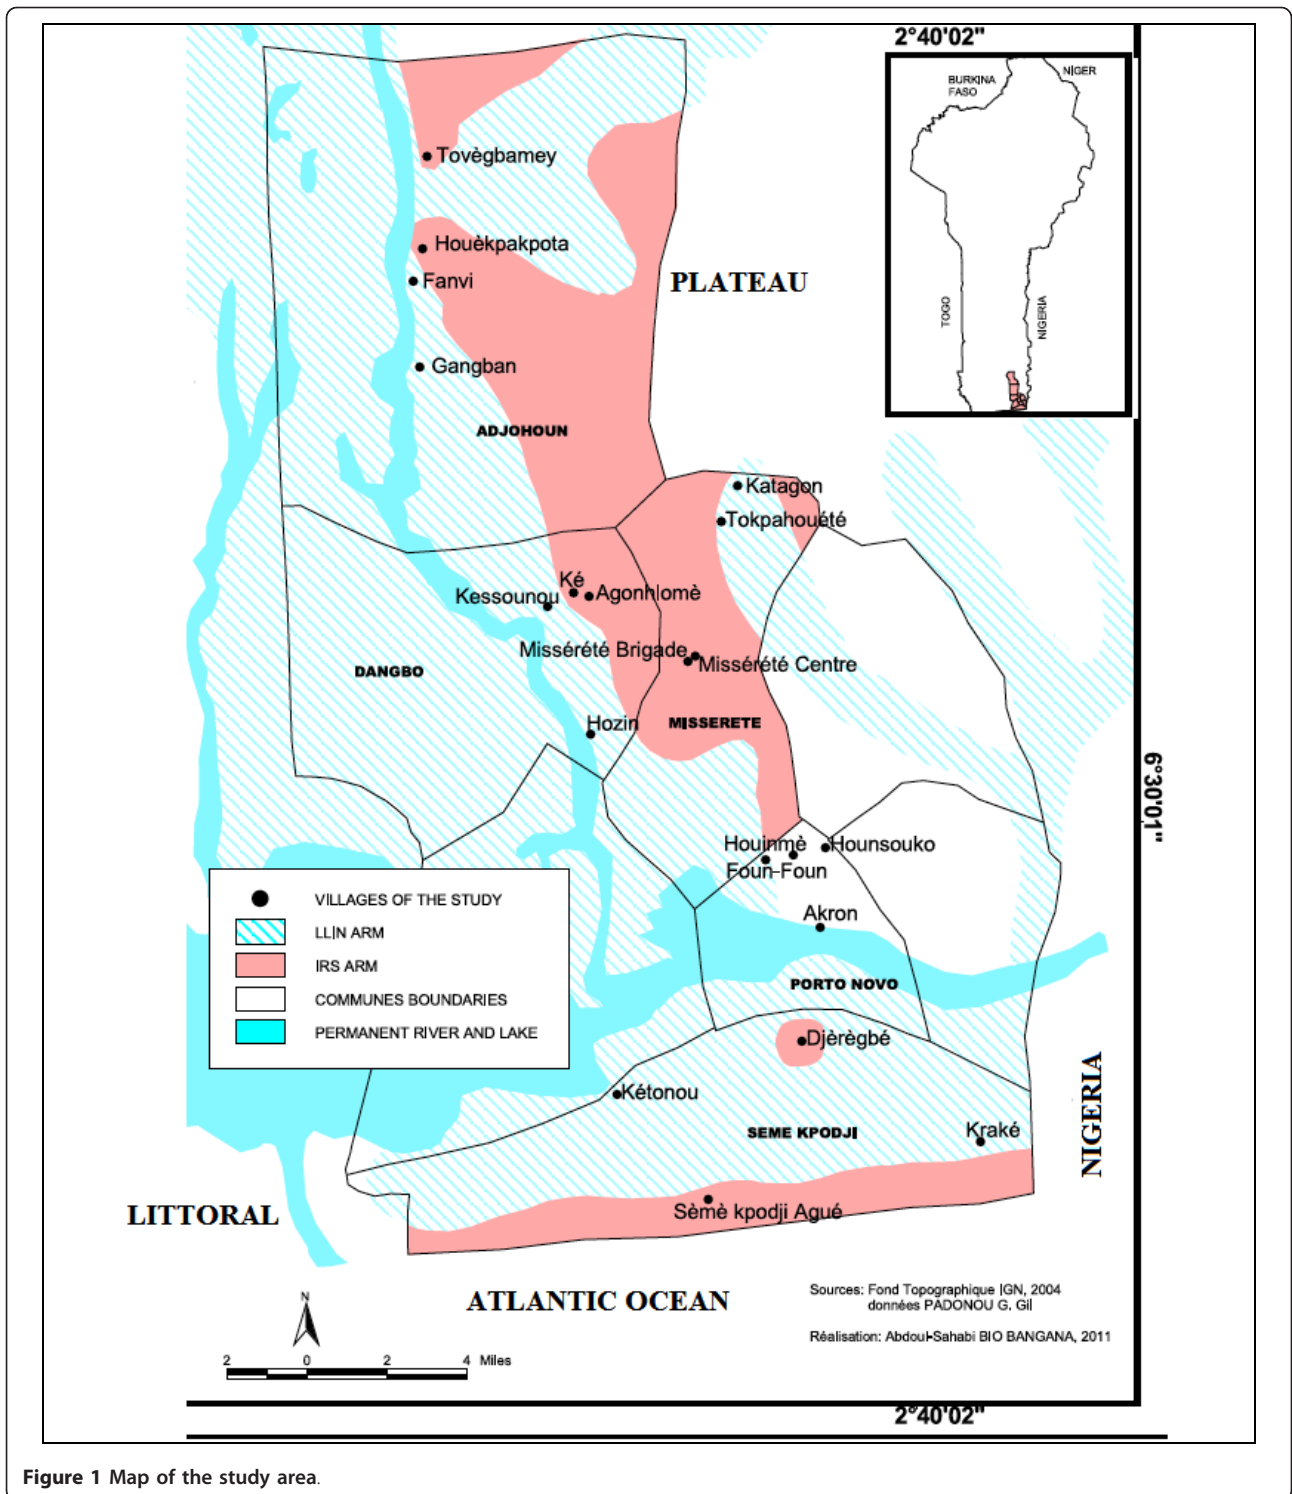 2°40'02"
BURKINA
FASO
NIGER
TOGO
NIGERIA
Tovègbamey
Houèkpakpota
Fanvi
PLATEAU
Gangban
ADJOHOUN
Katagon
Tokpahouété
Ké
Agonhlomè
Kessounou
Missérété Brigade
Missérété Centre
DANGBO
Hozin
MISSERETE
6°30'01"
Houinmè
Hounsouko
Foun-Foun
Akron
VILLAGES OF THE STUDY
LLIN ARM
IRS ARM
COMMUNES BOUNDARIES
PERMANENT RIVER AND LAKE
PORTO NOVO
Djèrègbé
Kétonou
SEME KPODJI
Kraké
NIGERIA
Sèmè kpodji Agué
LITTORAL
ATLANTIC OCEAN
Sources: Fond Topographique IGN, 2004
données PADONOU G. Gil
Réalisation: Abdoul-Sahabi BIO BANGANA, 2011
N
2 0 2 4 Miles
2°40'02"
Figure 1 Map of the study area.